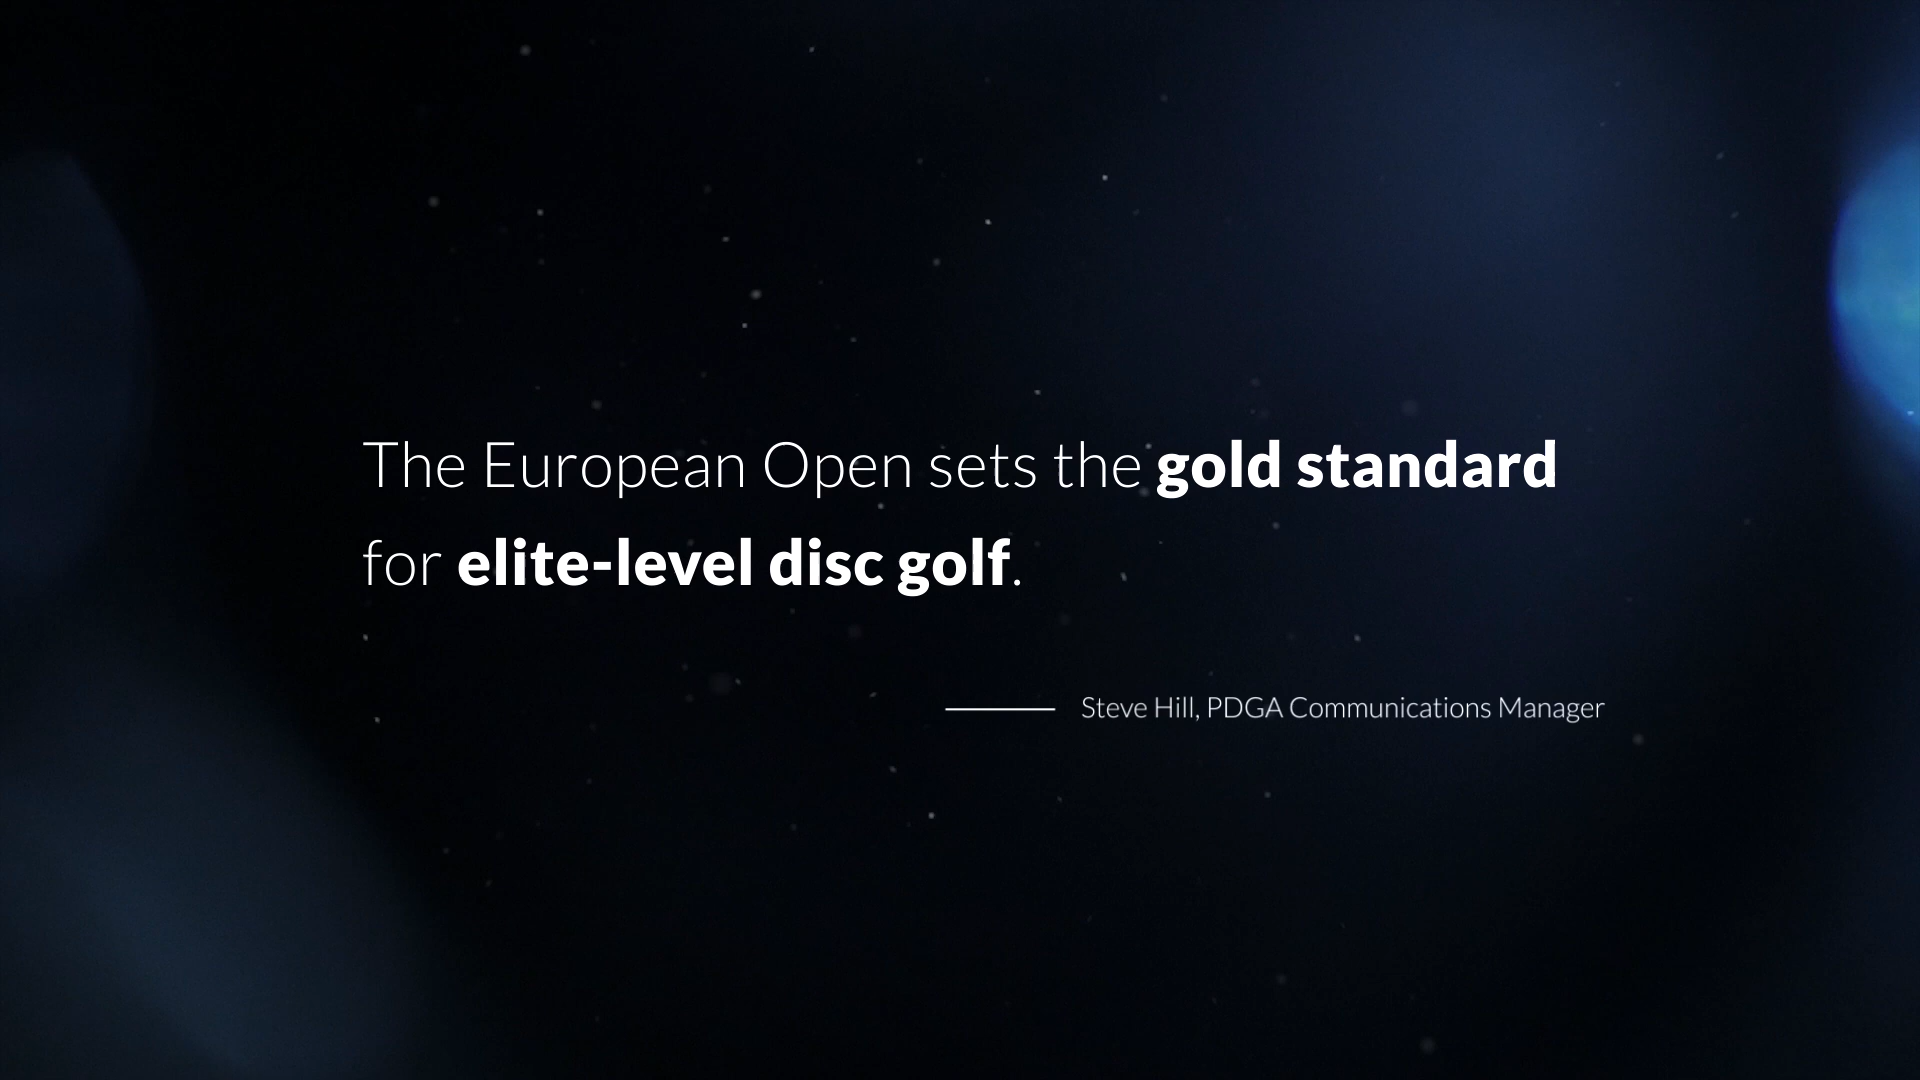 The European Open sets the gold standard
for elite-level disc golf.
Steve Hill, PDGA Communications Manager